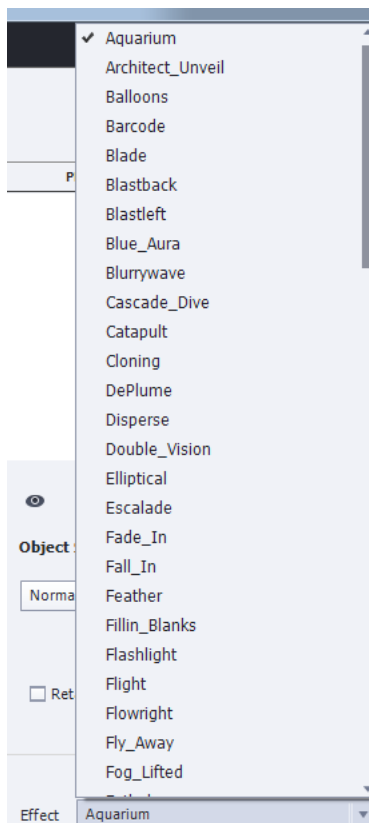 Aquarium
Architect_Unveil
Balloons
Barcode
Blade
Blastback
Blastleft
Blue_Aura
Blurrywave
Cascade_Dive
Catapult
Cloning
DePlume
Disperse
Double_Vision
Elliptical
Escalade
Fade_In
Fall_In
Feather
Fillin_Blanks
Flashlight
Flight
Flowright
Fly_Away
Fog_Lifted
P
Object
Norma
Ret
Effect Aquarium